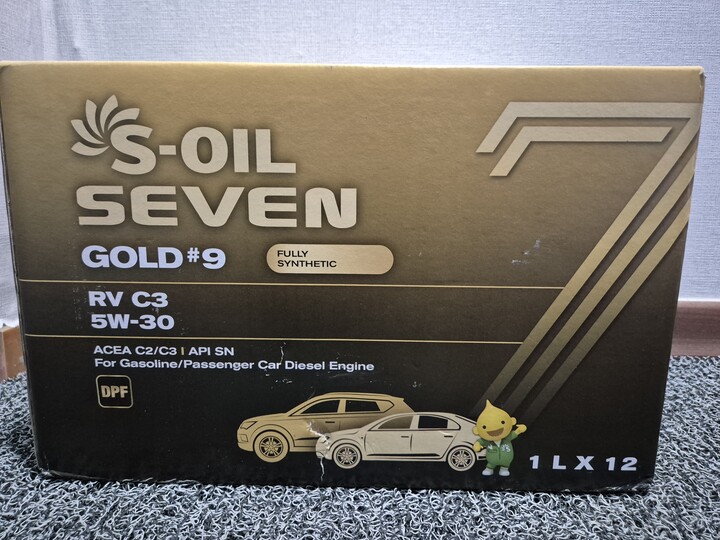 S-OIL
SEVEN
GOLD #9
FULLY
SYNTHETIC
RV C3
5W-30
ACEA C2/C3 | API SN
For Gasoline/Passenger Car Diesel Engine
DPF
1 L X 12